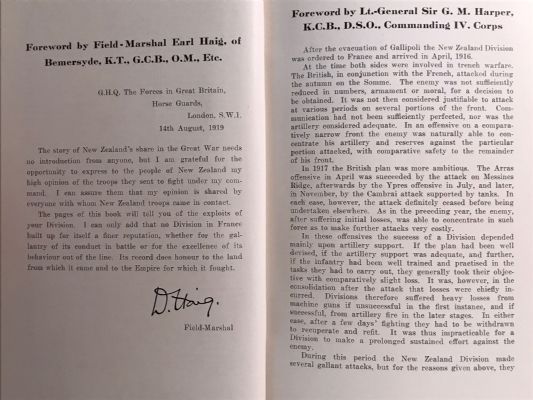 Foreword by Field-Marshal Earl Haig, of
Bemersyde, K.T., G.C.B., O.M., Etc.
G.H.Q. The Forces in Great Britain,
Horse Guards,
London, S.W.1.
14th August, 1919
The story of New Zealand's share in the Great War needs
no introduction from anyone, but I am grateful for the
opportunity to express to the people of New Zealand my
high opinion of the troops they sent to fight under my com-
mand. I can assure them that my opinion is shared by
everyone with whom New Zealand troops came in contact.
The pages of this book will tell you of the exploits of
your Division. I can only add that no Division in France
built up for itself a finer reputation, whether for the gal-
lantry of its conduct in battle or for the excellence of its
behaviour out of the line. Its record does honour to the land
from which it came and to the Empire for which it fought.
D. Haig.
Field-Marshal
Foreword by Lt.-General Sir G. M. Harper,
K.C.B., D.S.O., Commanding IV. Corps
After the evacuation of Gallipoli the New Zealand Division
was ordered to France and arrived in April, 1916.
At the time both sides were involved in trench warfare.
The British, in conjunction with the French, attacked during
the autumn on the Somme. The enemy was not sufficiently
reduced in numbers, armament or moral, for a decision to
be obtained. It was not then considered justifiable to attack
at various periods on several portions of the front. Com-
munication had not been sufficiently perfected, nor was the
artillery considered adequate. In an offensive on a compara-
tively narrow front the enemy was naturally able to con-
centrate his artillery and reserves against the particular
portion attacked, with comparative safety to the remainder
of his front.
In 1917 the British plan was more ambitious. The Arras
offensive in April was succeeded by the attack on Messines
Ridge, afterwards by the Ypres offensive in July, and later,
in November, by the Cambrai attack supported by tanks. In
each case, however, the attack definitely ceased before being
undertaken elsewhere. As in the preceding year, the enemy,
after suffering initial losses, was able to concentrate in such
force as to make further attacks very costly.
In these offensives the success of a Division depended
mainly upon artillery support. If the plan had been well
devised, if the artillery support was adequate, and further,
if the infantry had been well trained and practised in the
tasks they had to carry out, they generally took their objec-
tive with comparatively slight loss. It was, however, in the
consolidation after the attack that losses were chiefly in-
curred. Divisions therefore suffered heavy losses from
machine guns if unsuccessful in the first instance, and if
successful, from artillery fire in the later stages. In either
case, after a few days' fighting they had to be withdrawn
to recuperate and refit. It was thus impracticable for a
Division to make a prolonged sustained effort against the
enemy.
During this period the New Zealand Division made
several gallant attacks, but for the reasons given above, they